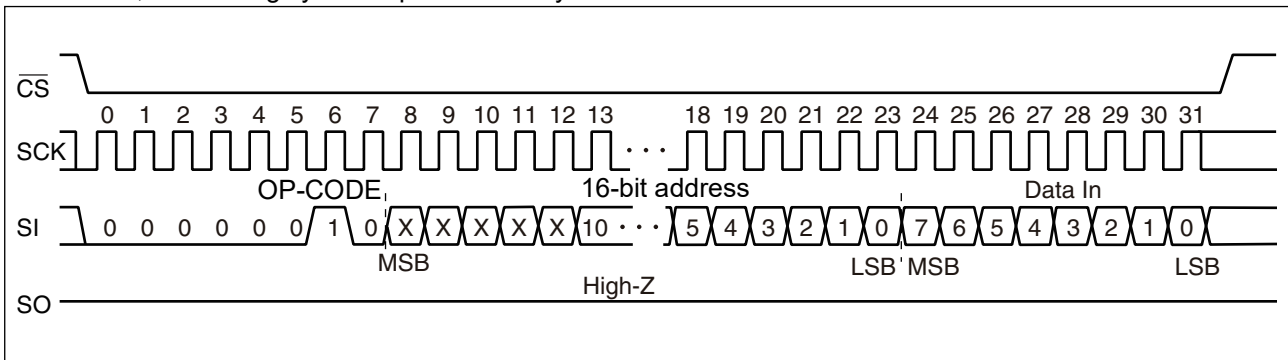 CS
0 1 2 3 4 5 6 7 8 9 10 11 12 13 18 19 20 21 22 23 24 25 26 27 28 29 30 31
SCK ···
OP-CODE 16-bit address Data In
SI 0 0 0 0 0 0 1 0 X X X X X 10 ··· 5 4 3 2 1 0 7 6 5 4 3 2 1 0
MSB LSB MSB LSB
High-Z
SO